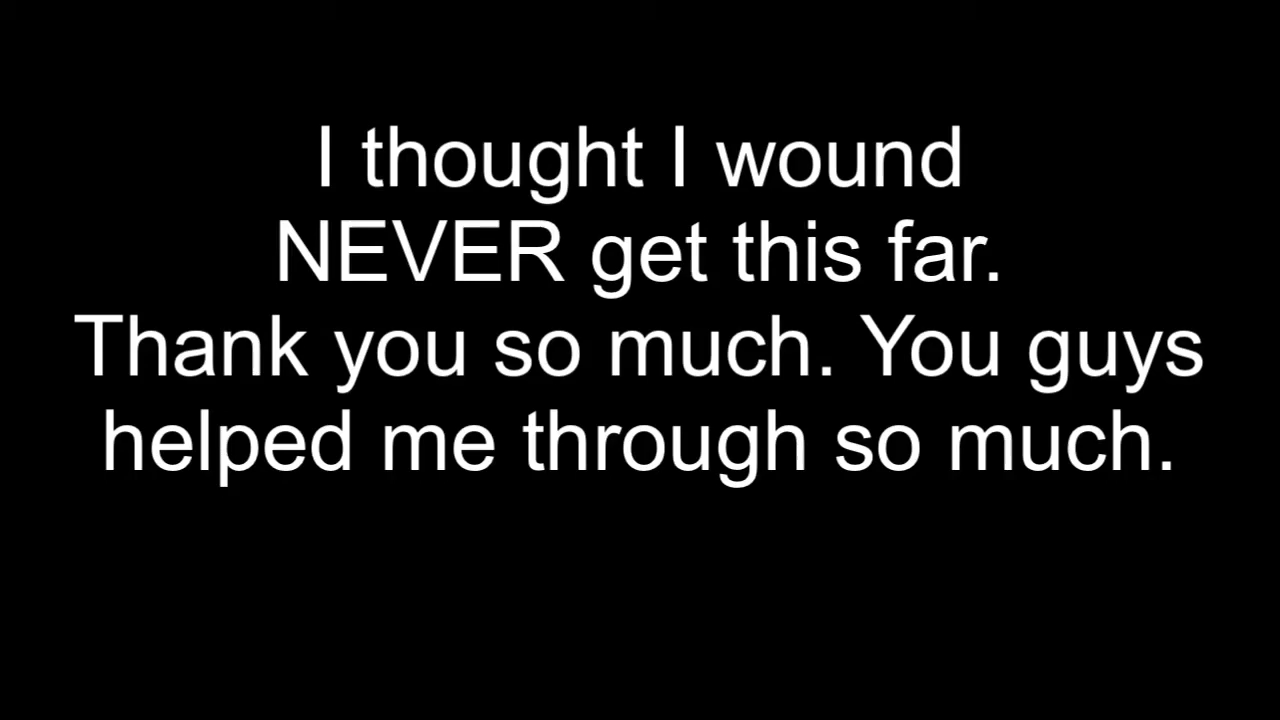 I thought I wound
NEVER get this far.
Thank you so much. You guys
helped me through so much.